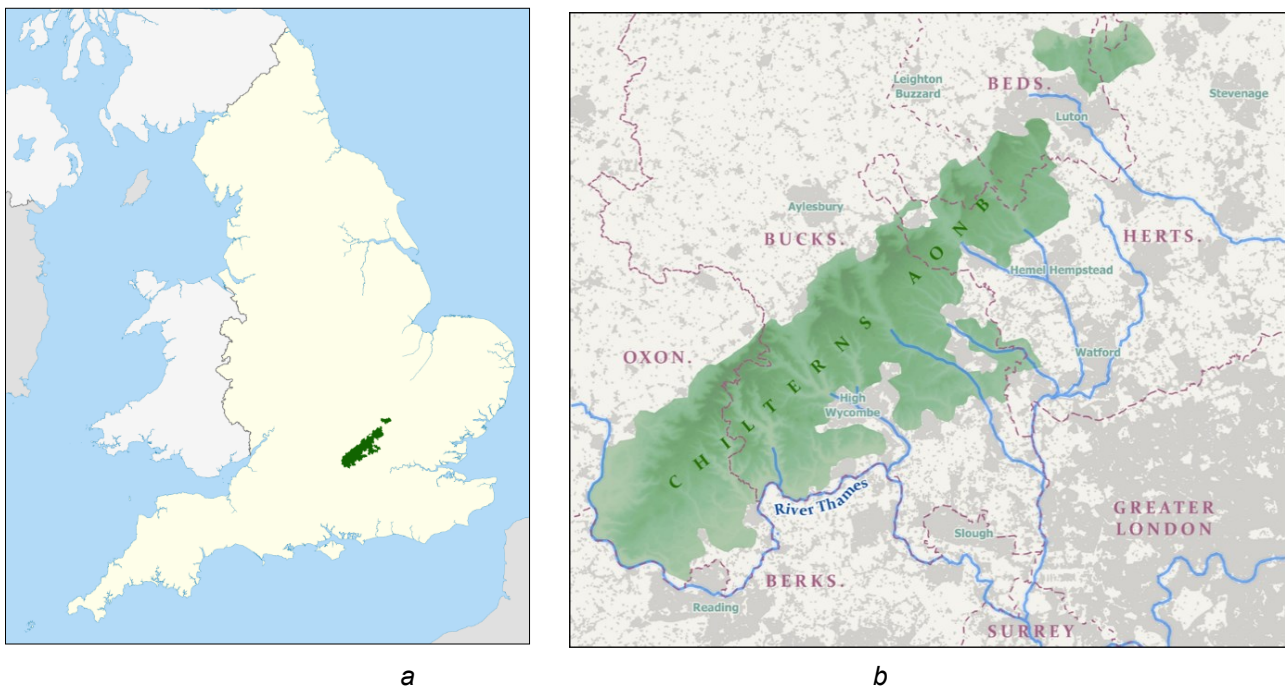 BEDS.
Leighton
Buzzard
Stevenage
Luton
Aylesbury
BUCKS.
HERTS.
Hemel Hempstead
CHILTERNS AONB
OXON.
Watford
High
Wycombe
River Thames
GREATER
LONDON
Slough
BERKS.
Reading
SURREY
a
b